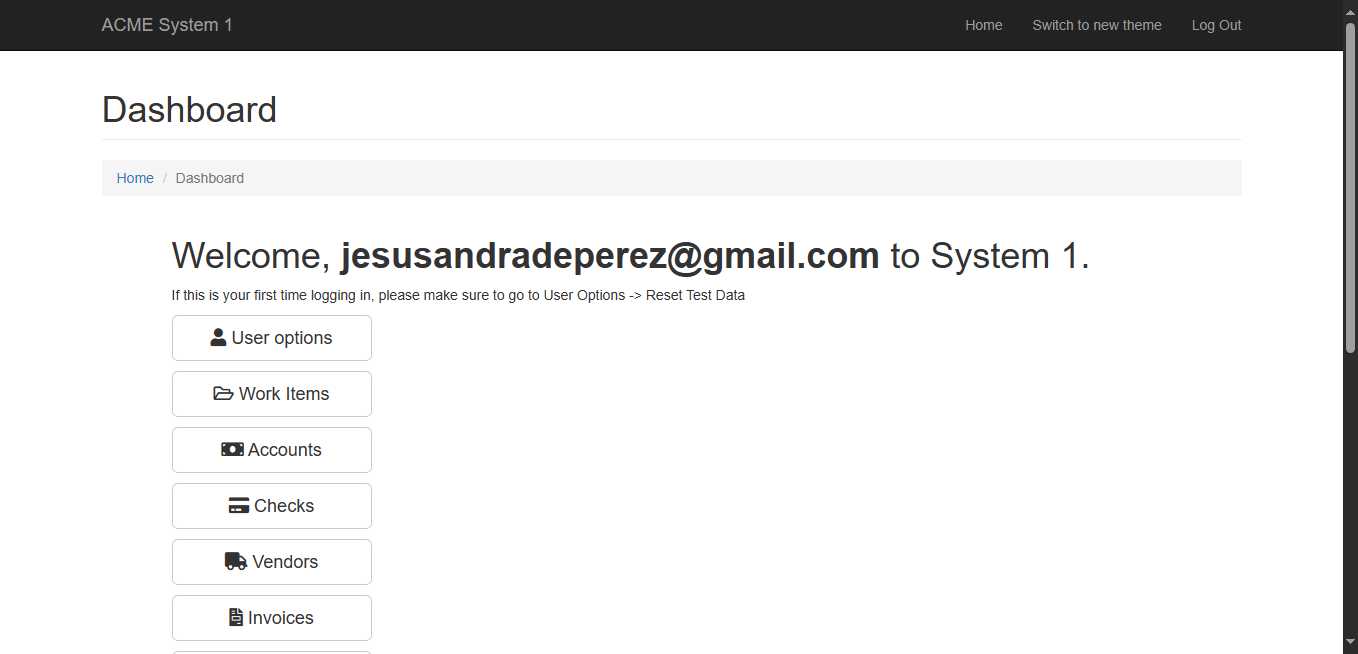 ACME System 1
Home
Switch to new theme
Log Out
Dashboard
Home / Dashboard
Welcome, jesusandradeperez@gmail.com to System 1.
If this is your first time logging in, please make sure to go to User Options -> Reset Test Data
User options
Work Items
Accounts
Checks
Vendors
Invoices